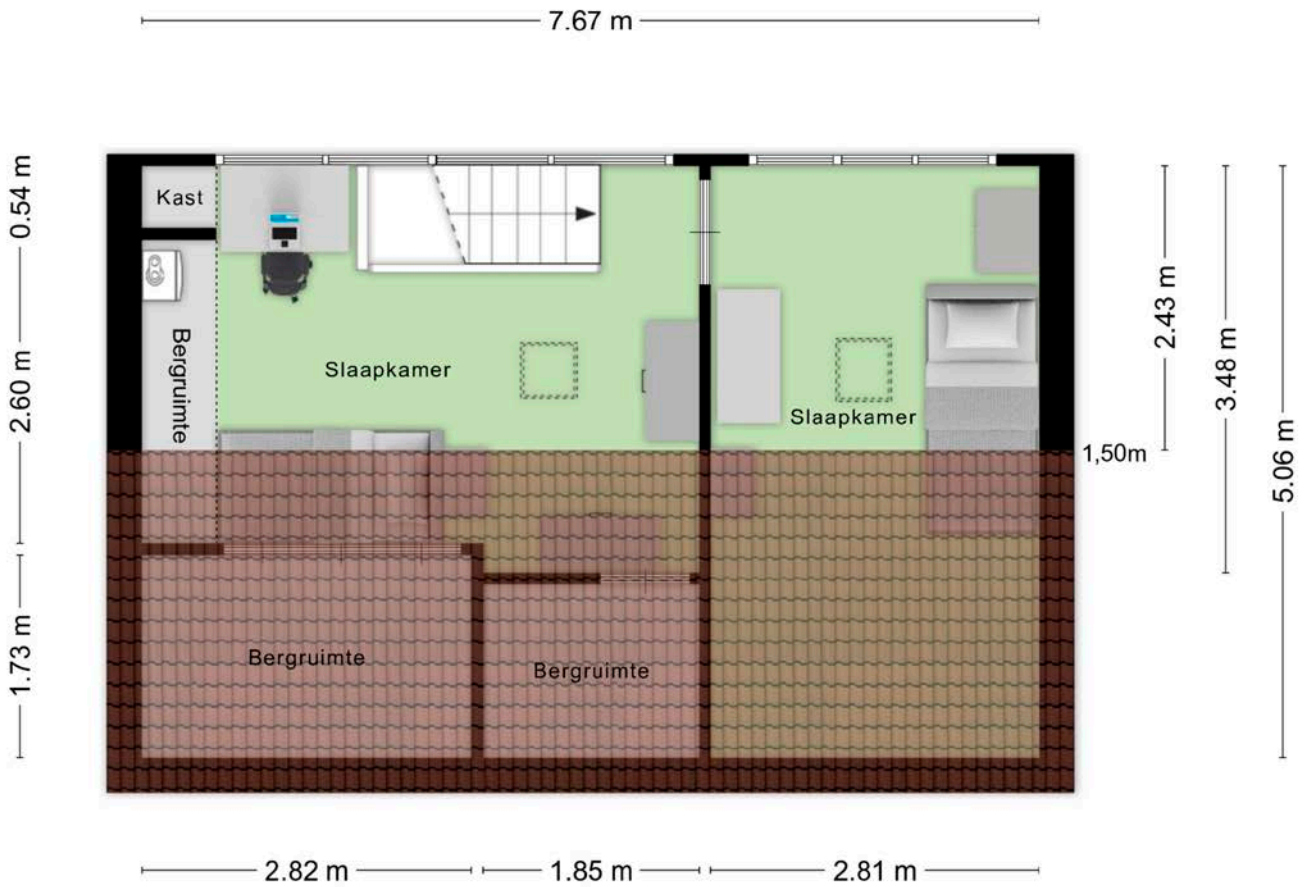 7.67 m
0.54 m
Kast
2.43 m
3.48 m
5.06 m
2.60 m
Bergruimte
Slaapkamer
Slaapkamer
1,50m
1.73 m
Bergruimte
Bergruimte
2.82 m
1.85 m
2.81 m